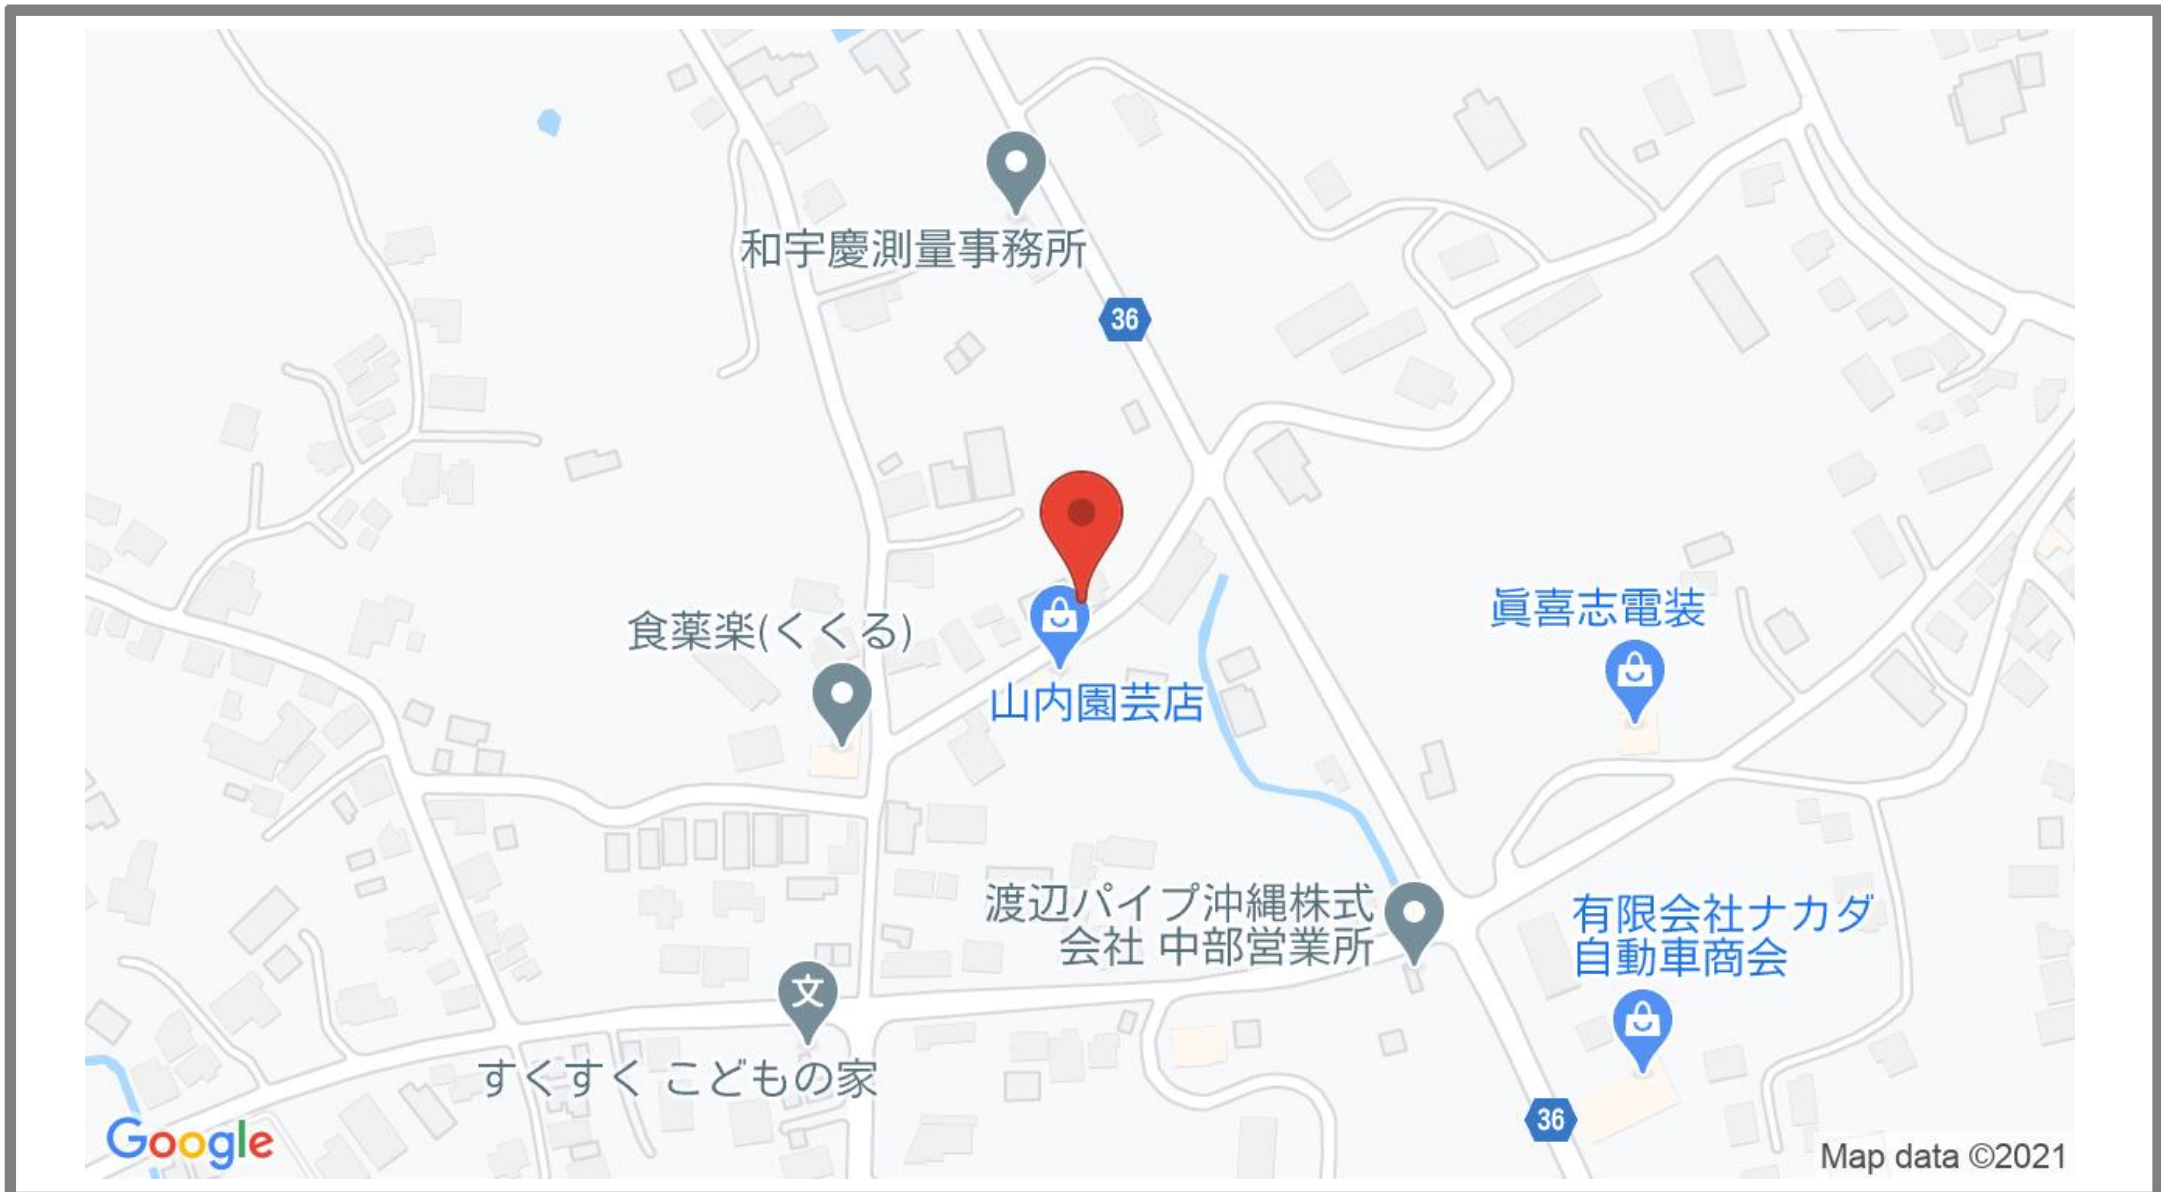 和宇慶測量事務所
36
食薬楽(くくる)
山内園芸店
眞喜志電装
渡辺パイプ沖縄株式
会社 中部営業所
有限会社ナカダ
自動車商会
文
すくすく こどもの家
36
Google
Map data ©2021